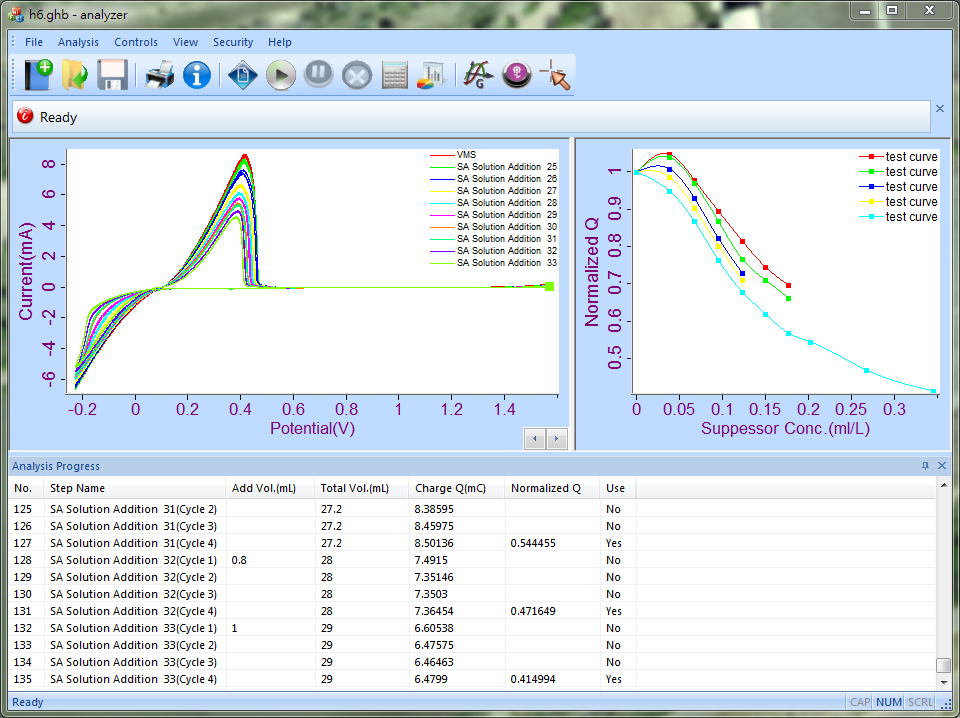 h6.ghb - analyzer
File Analysis Controls View Security Help
Ready
8
6
4
2
0
-2
-4
-6
Current(mA)
-0.2 0 0.2 0.4 0.6 0.8 1 1.2 1.4
Potential(V)
VMS
SA Solution Addition 25
SA Solution Addition 26
SA Solution Addition 27
SA Solution Addition 28
SA Solution Addition 29
SA Solution Addition 30
SA Solution Addition 31
SA Solution Addition 32
SA Solution Addition 33
1
0.9
0.8
0.7
0.6
0.5
Normalized Q
0 0.05 0.1 0.15 0.2 0.25 0.3
Suppessor Conc.(ml/L)
test curve
test curve
test curve
test curve
test curve
Analysis Progress
No. Step Name Add Vol.(mL) Total Vol.(mL) Charge Q(mC) Normalized Q Use
125 SA Solution Addition 31(Cycle 2) 27.2 8.38595 No
126 SA Solution Addition 31(Cycle 3) 27.2 8.45975 No
127 SA Solution Addition 31(Cycle 4) 27.2 8.50136 0.544455 Yes
128 SA Solution Addition 32(Cycle 1) 0.8 28 7.4915 No
129 SA Solution Addition 32(Cycle 2) 28 7.35146 No
130 SA Solution Addition 32(Cycle 3) 28 7.3503 No
131 SA Solution Addition 32(Cycle 4) 28 7.36454 0.471649 Yes
132 SA Solution Addition 33(Cycle 1) 1 29 6.60538 No
133 SA Solution Addition 33(Cycle 2) 29 6.47575 No
134 SA Solution Addition 33(Cycle 3) 29 6.46463 No
135 SA Solution Addition 33(Cycle 4) 29 6.4799 0.414994 Yes
Ready CAP NUM SCRL